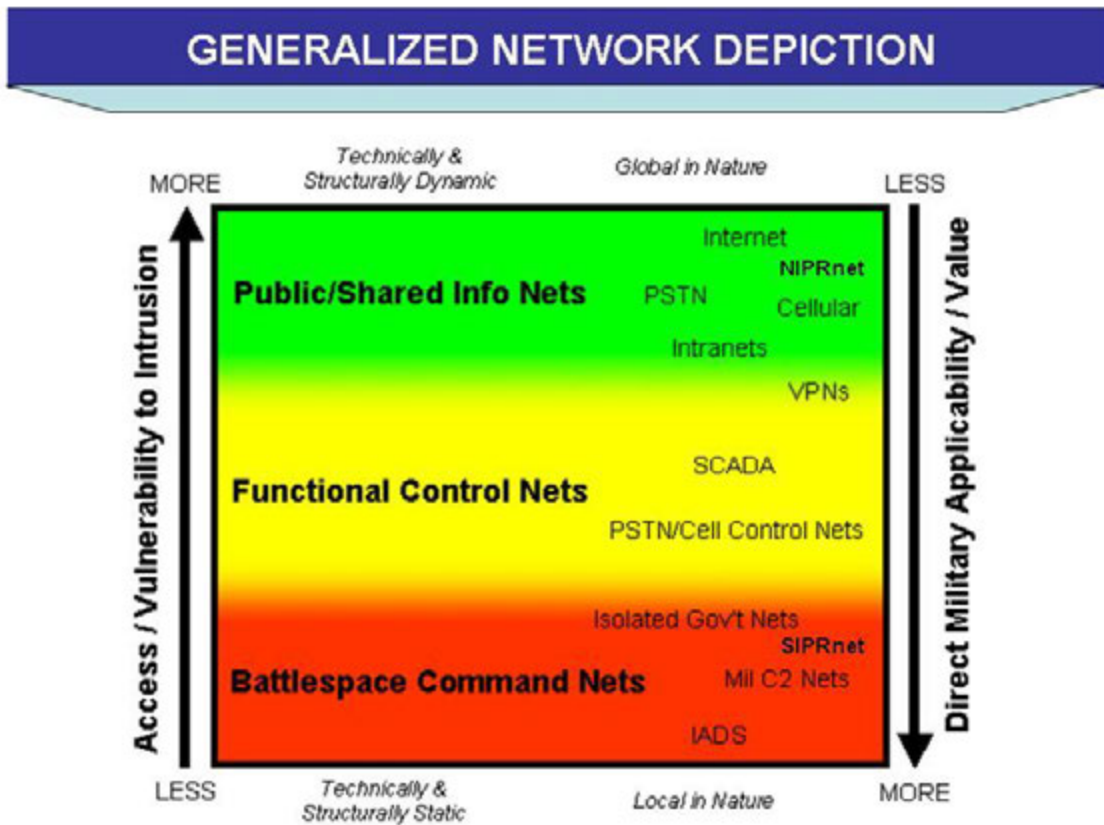 GENERALIZED NETWORK DEPICTION
Technically &
Structurally Dynamic
Global in Nature
MORE
LESS
Access / Vulnerability to Intrusion
Direct Military Applicability / Value
Internet
NIPRnet
Public/Shared Info Nets
PSTN
Cellular
Intranets
VPNs
SCADA
Functional Control Nets
PSTN/Cell Control Nets
Isolated Gov't Nets
SIPRnet
Battlespace Command Nets
Mil C2 Nets
IADS
LESS
MORE
Technically &
Structurally Static
Local in Nature